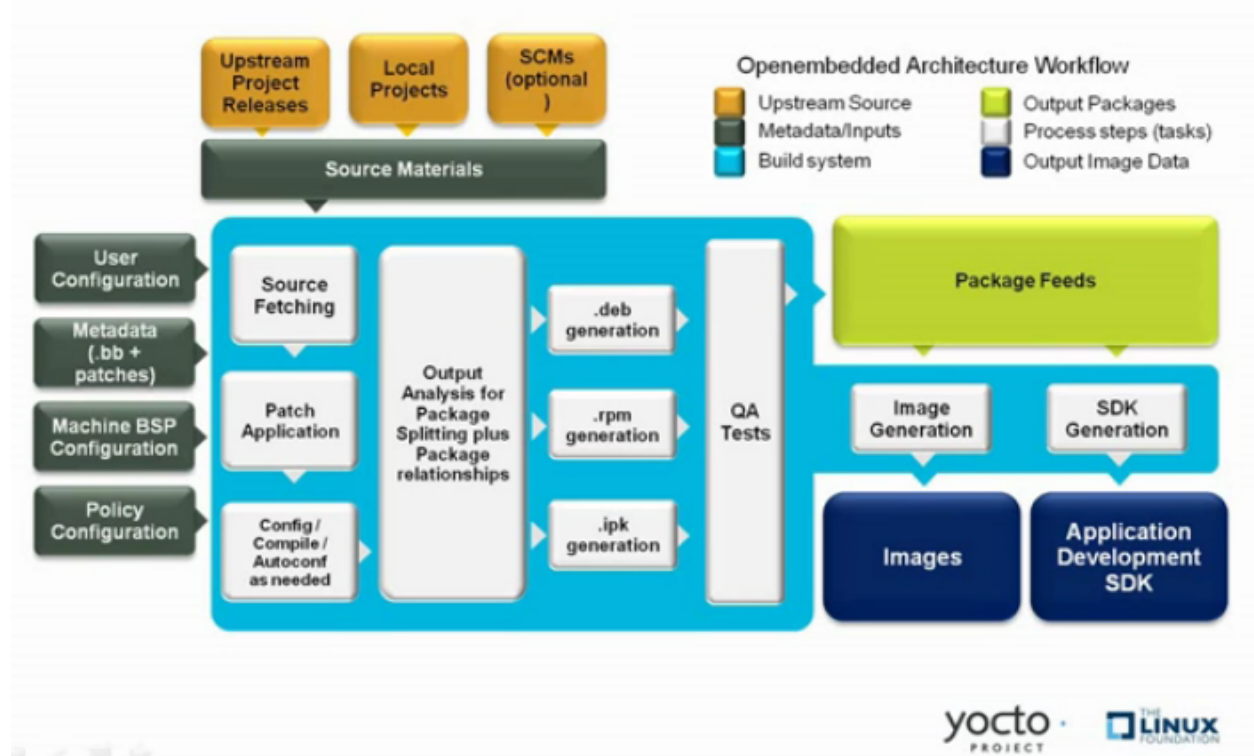 Upstream
Project
Releases
Local
Projects
SCMs
(optional
)
Openembedded Architecture Workflow
Upstream Source
Metadata/Inputs
Build system
Output Packages
Process steps (tasks)
Output Image Data
Source Materials
User
Configuration
Metadata
(.bb +
patches)
Machine BSP
Configuration
Policy
Configuration
Source
Fetching
Patch
Application
Config /
Compile /
Autoconf
as needed
Output
Analysis for
Package
Splitting plus
Package
relationships
.deb
generation
.rpm
generation
.ipk
generation
QA
Tests
Package Feeds
Image
Generation
SDK
Generation
Images
Application
Development
SDK
yocto
PROJECT
THE
LINUX
FOUNDATION